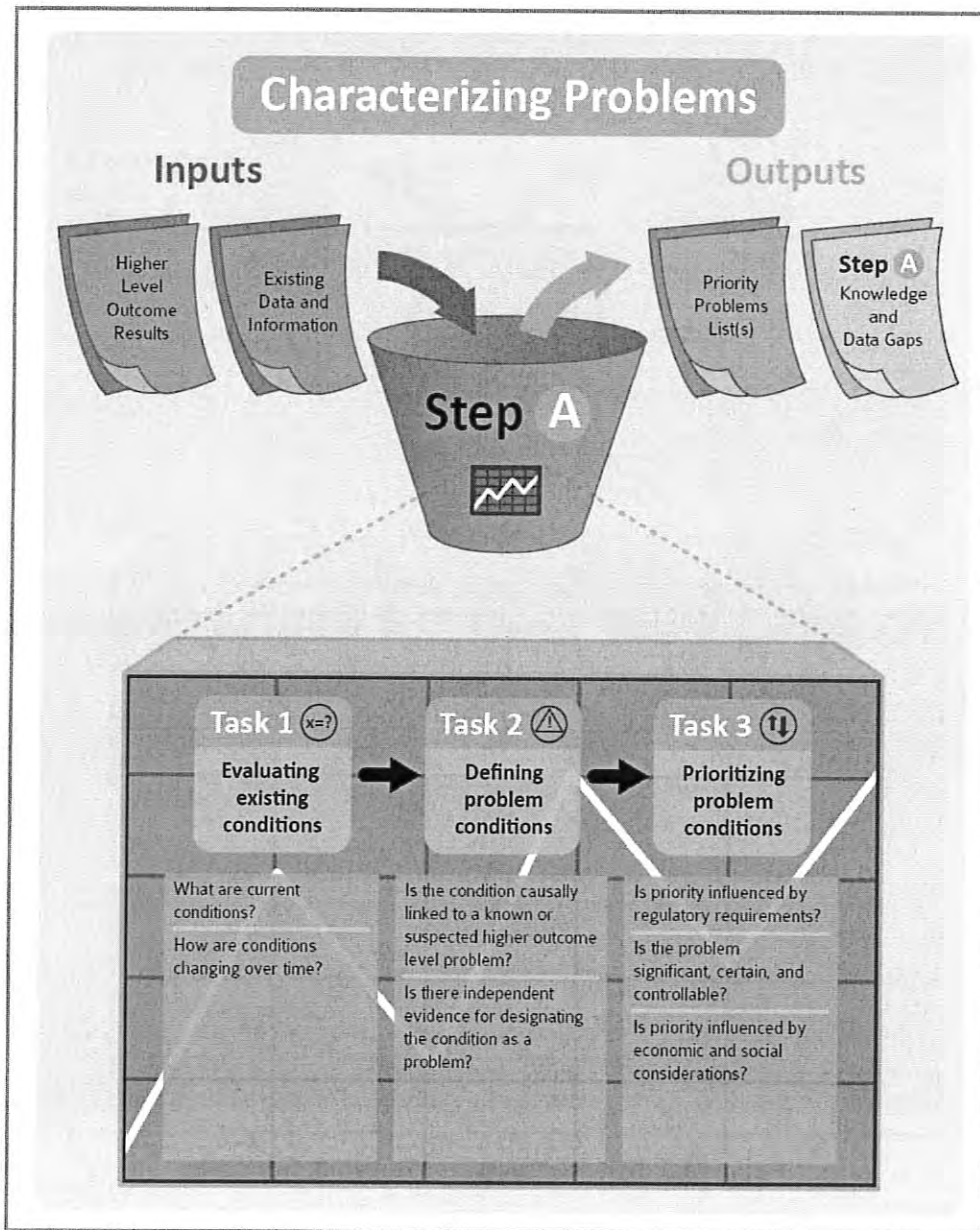 Characterizing Problems
Inputs
Outputs
Higher
Level
Outcome
Results
Existing
Data and
Information
Priority
Problems
List(s)
Step A
Knowledge
and
Data Gaps
Step A
Task 1 x=?
Evaluating
existing
conditions
What are current
conditions?
How are conditions
changing over time?
Task 2
Defining
problem
conditions
Is the condition causally
linked to a known or
suspected higher outcome
level problem?
Is there independent
evidence for designating
the condition as a
problem?
Task 3
Prioritizing
problem
conditions
Is priority influenced by
regulatory requirements?
Is the problem
significant, certain, and
controllable?
Is priority influenced by
economic and social
considerations?